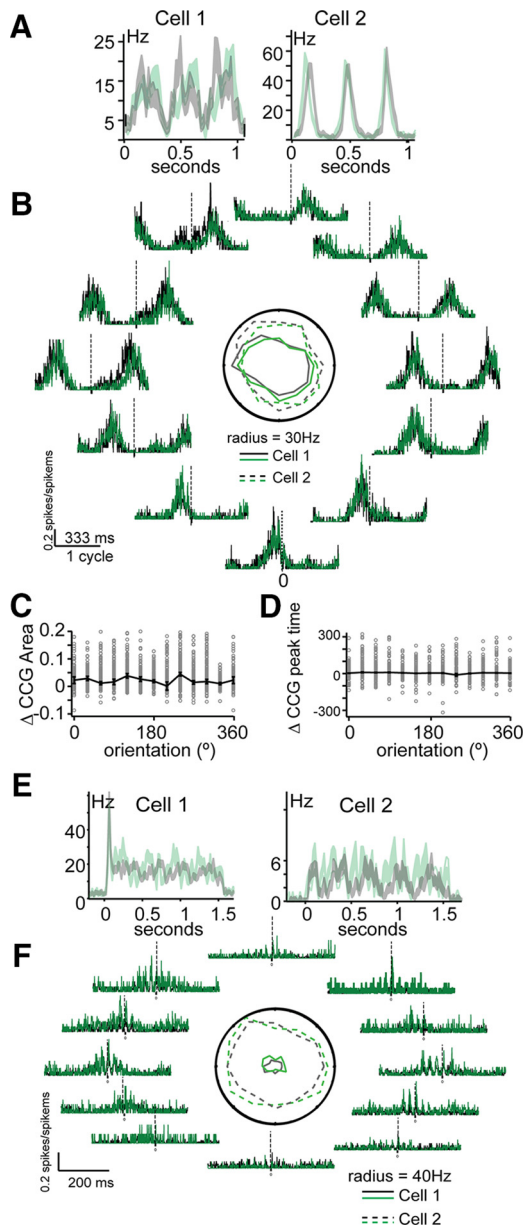 A
Cell 1
Cell 2
Hz
Hz
25
15
5
60
40
20
0
0.5
1
0
0.5
1
seconds
seconds
B
radius = 30Hz
Cell 1
Cell 2
0.2 spikes/spikems
333 ms
1 cycle
0
C
D
Δ CCG Area
0.2
0.1
0
-0.1
0
180
360
orientation (º)
Δ CCG peak time
300
0
-300
0
180
360
orientation (º)
E
Hz
Cell 1
Hz
Cell 2
40
20
0
6
2
0
0
0.5
1
1.5
0
0.5
1
1.5
seconds
seconds
F
0.2 spikes/spikems
200 ms
radius = 40Hz
Cell 1
Cell 2